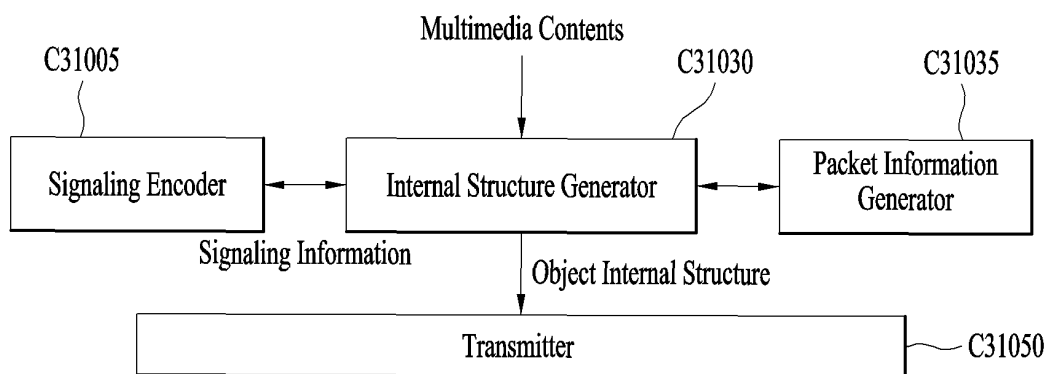 Multimedia Contents
C31005
C31030
C31035
Signaling Encoder
Internal Structure Generator
Packet Information
Generator
Signaling Information
Object Internal Structure
Transmitter
C31050